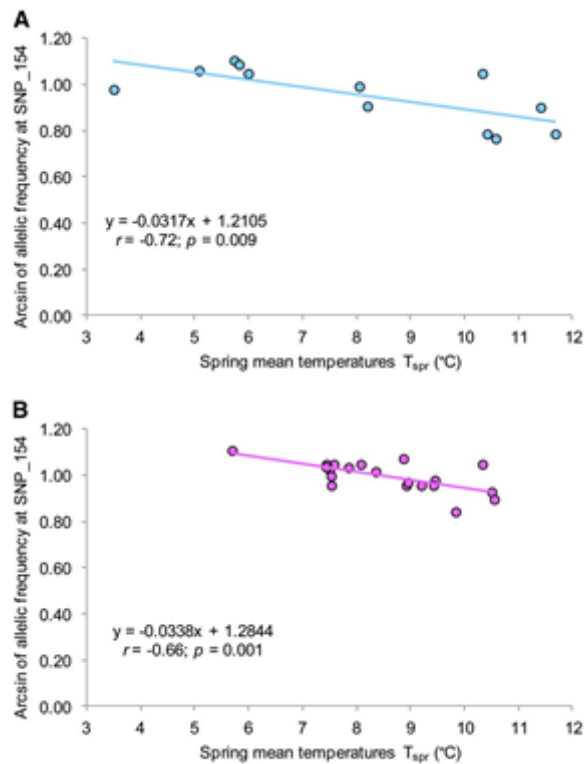 A
Arcsin of allelic frequency at SNP_154
1.20
1.00
0.80
0.60
0.40
0.20
0.00
y = -0.0317x + 1.2105
r = -0.72; p = 0.009
3 4 5 6 7 8 9 10 11 12
Spring mean temperatures Tspr (°C)
B
Arcsin of allelic frequency at SNP_154
1.20
1.00
0.80
0.60
0.40
0.20
0.00
y = -0.0338x + 1.2844
r = -0.66; p = 0.001
3 4 5 6 7 8 9 10 11 12
Spring mean temperatures Tspr (°C)